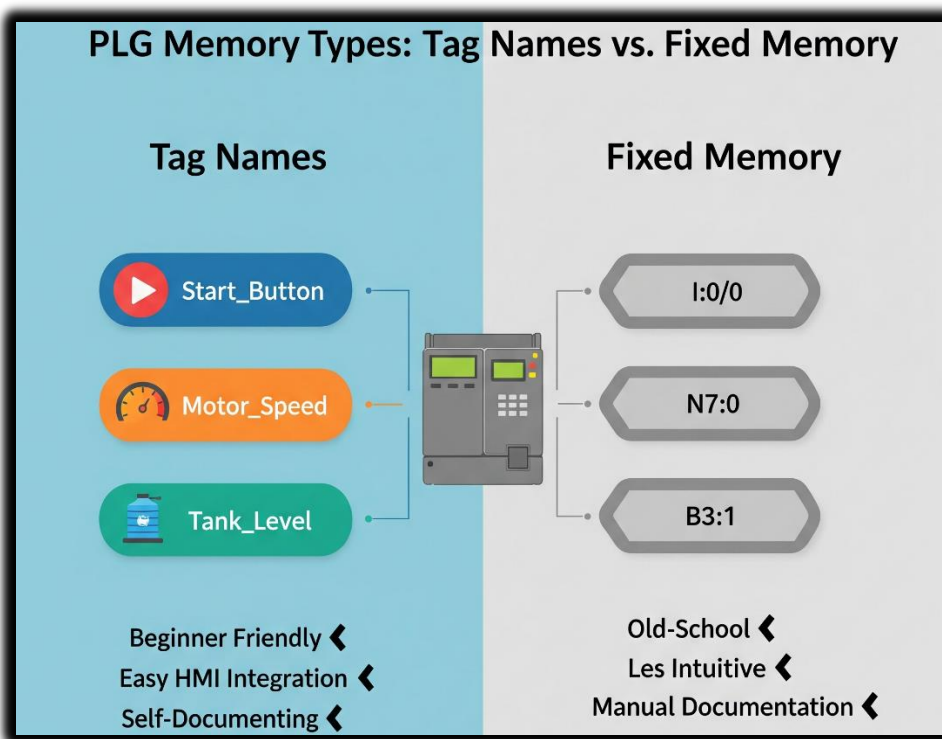 PLG Memory Types: Tag Names vs. Fixed Memory
Tag Names
Start_Button
Motor_Speed
Tank_Level
Beginner Friendly
Easy HMI Integration
Self-Documenting
Fixed Memory
I:0/0
N7:0
B3:1
Old-School
Les Intuitive
Manual Documentation